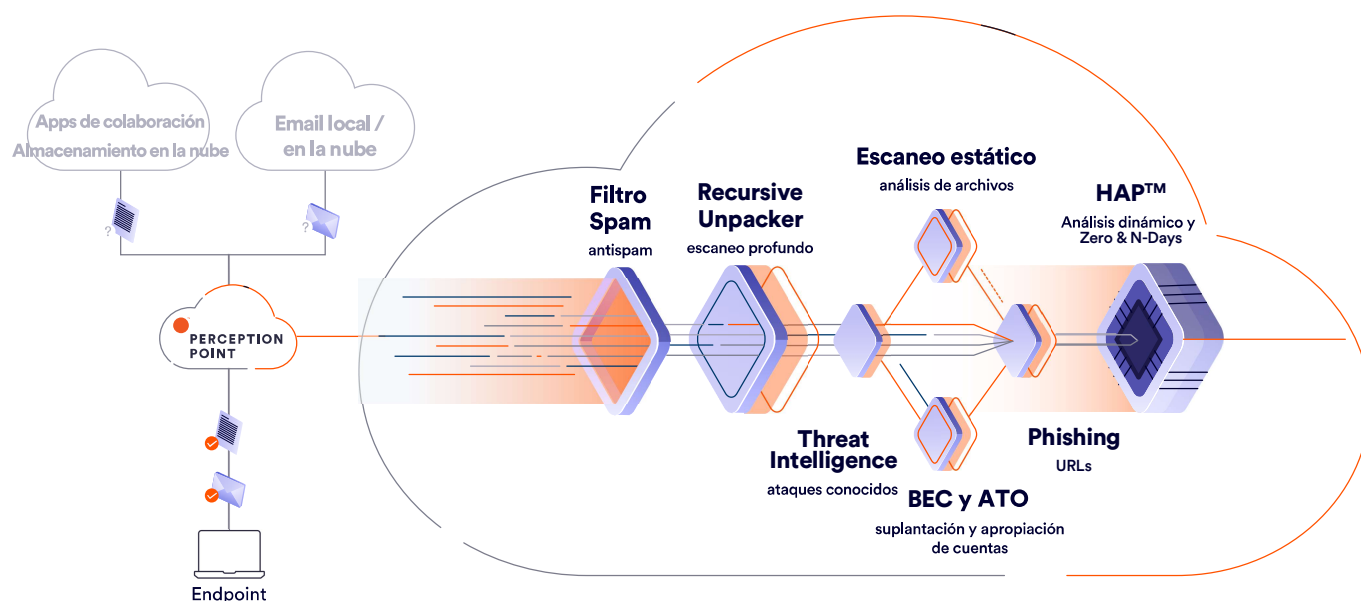 Apps de colaboración
Almacenamiento en la nube
Email local /
en la nube
?
?
PERCEPTION
POINT
Endpoint
Filtro
Spam
antispam
Recursive
Unpacker
escaneo profundo
Threat
Intelligence
ataques conocidos
Escaneo estático
análisis de archivos
BEC y ATO
suplantación y apropiación
de cuentas
Phishing
URLs
HAP™
Análisis dinámico y
Zero & N-Days